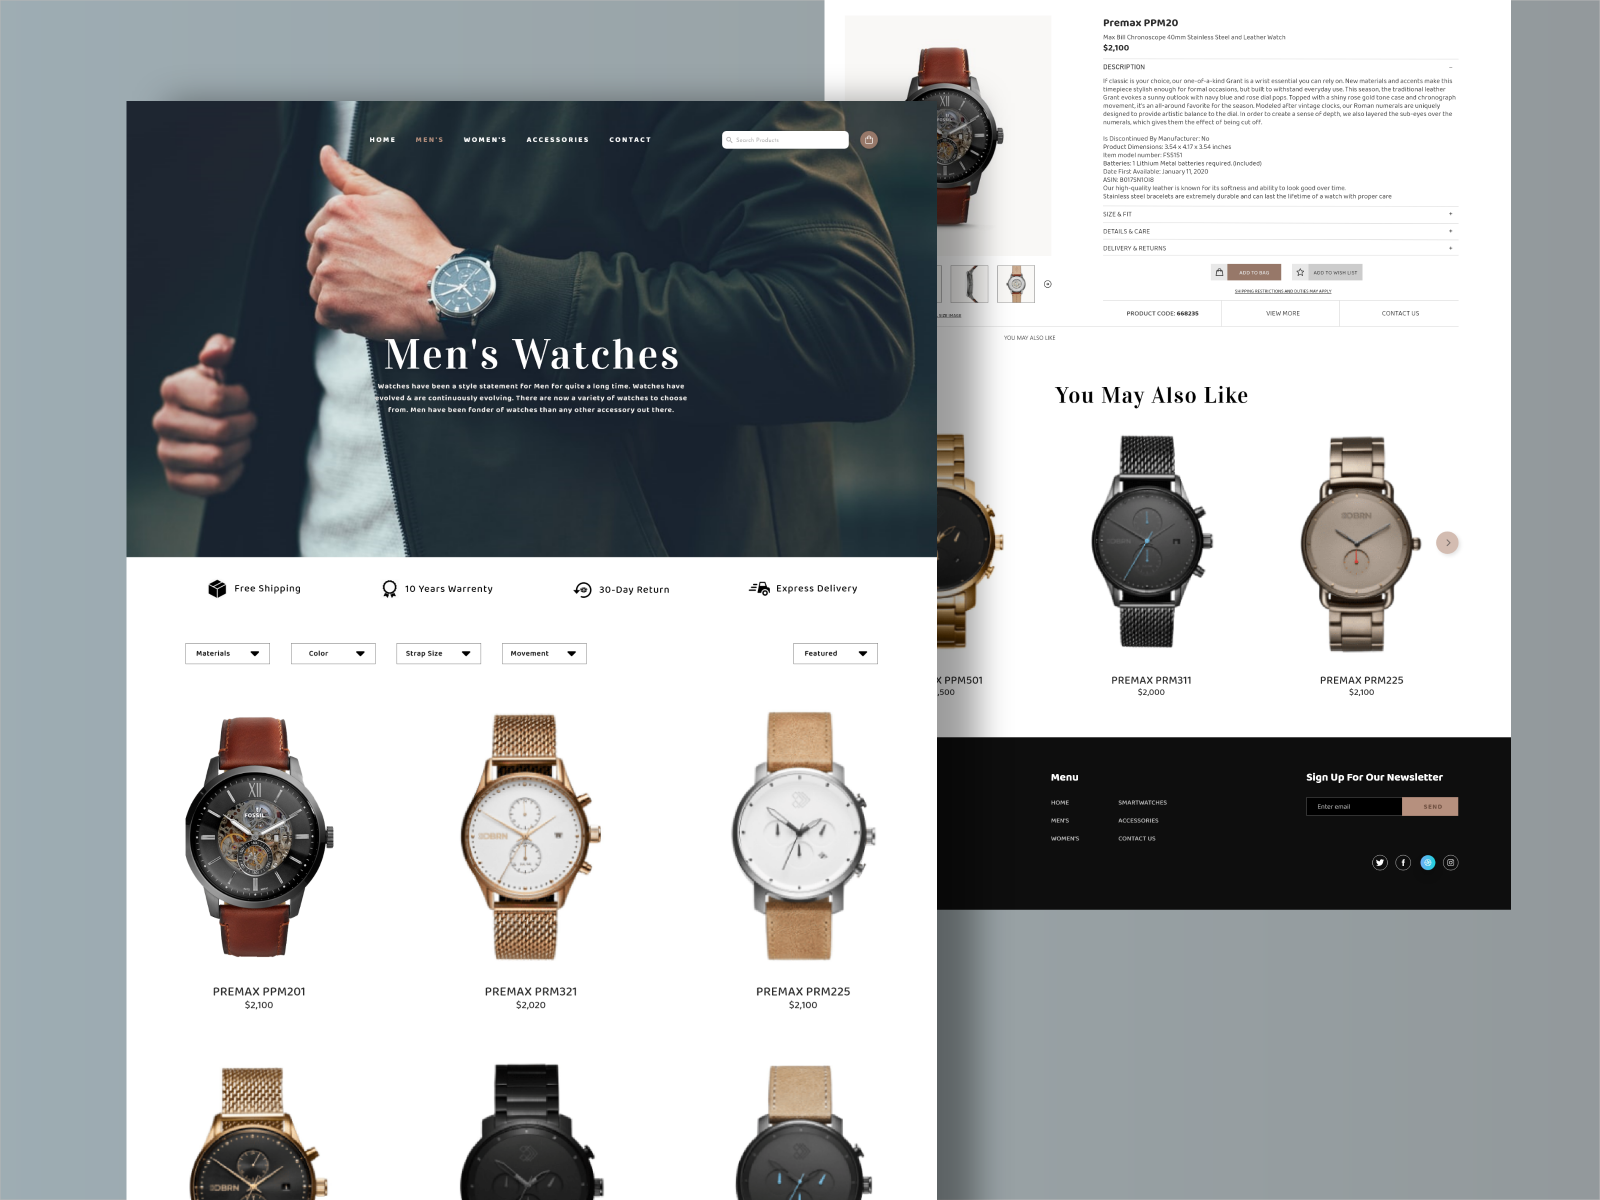 HOME MEN'S WOMEN'S ACCESSORIES CONTACT
Search Products
Men's Watches
Watches have been a style statement for Men for quite a long time. Watches have
evolved & are continuously evolving. There are now a variety of watches to choose
from. Men have been fonder of watches than any other accessory out there.
Free Shipping
10 Years Warrenty
30-Day Return
Express Delivery
Materials
Color
Strap Size
Movement
Featured
XII
FOSSIL
PREMAX PPM201
$2,100
PREMAX PRM321
$2,020
PREMAX PRM225
$2,100
Premax PPM20
Max Bill Chronoscope 40mm Stainless Steel and Leather Watch
$2,100
DESCRIPTION -
IF classic is your choice, our one-of-a-kind Grant is a wrist essential you can rely on. New materials and accents make this
timepiece stylish enough for formal occasions, but built to withstand everyday use. This season, the traditional leather
Grant evokes a sunny outlook with navy blue and rose dial pops. Topped with a shiny rose gold tone case and chronograph
movement, it's an all-around favorite for the season. Modeled after vintage clocks, our Roman numerals are uniquely
designed to provide artistic balance to the dial. In order to create a sense of depth, we also layered the sub-eyes over the
numerals, which gives them the effect of being cut off.
Is Discontinued By Manufacturer: No
Product Dimensions: 3.54 x 4.17 x 3.54 inches
Item model number: FS5151
Batteries: 1 Lithium Metal batteries required. (included)
Date First Available: January 11, 2020
ASIN: B017SN1OI8
Our high-quality leather is known for its softness and ability to look good over time.
Stainless steel bracelets are extremely durable and can last the lifetime of a watch with proper care
SIZE & FIT +
DETAILS & CARE +
DELIVERY & RETURNS +
ADD TO BAG
ADD TO WISH LIST
SHIPPING RESTRICTIONS AND DUTIES MAY APPLY
SIZE IMAGE
PRODUCT CODE: 668235
VIEW MORE
CONTACT US
YOU MAY ALSO LIKE
You May Also Like
X PPM501
,500
PREMAX PRM311
$2,000
PREMAX PRM225
$2,100
Menu
HOME
SMARTWATCHES
MEN'S
ACCESSORIES
WOMEN'S
CONTACT US
Sign Up For Our Newsletter
Enter email
SEND